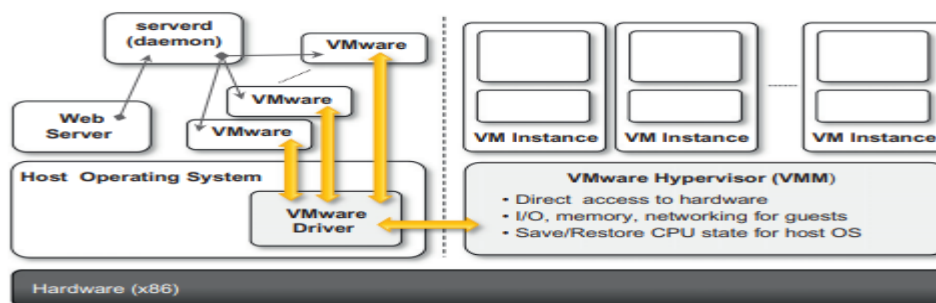 serverd
(daemon)
VMware
VMware
VMware
Web
Server
Host Operating System
VMware
Driver
VM Instance
VM Instance
VM Instance
VMware Hypervisor (VMM)
• Direct access to hardware
• I/O, memory, networking for guests
• Save/Restore CPU state for host OS
Hardware (x86)